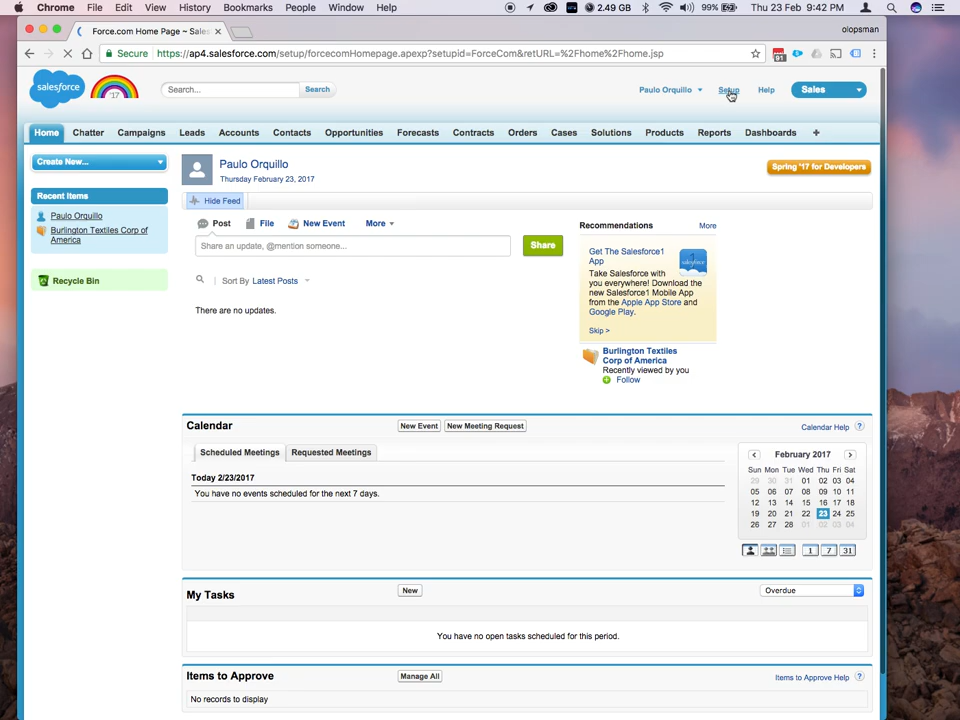 Chrome File Edit View History Bookmarks People Window Help 2.49 GB 99% Thu 23 Feb 9:42 PM
Force.com Home Page ~ Sales olopsman
Secure https://ap4.salesforce.com/setup/forcecomHomepage.apexp?setupid=ForceCom&retURL=%2Fhome%2Fhome.jsp 91
salesforce '17 Search... Search Paulo Orquillo Setup Help Sales
Home Chatter Campaigns Leads Accounts Contacts Opportunities Forecasts Contracts Orders Cases Solutions Products Reports Dashboards +
Create New...
Recent Items
Paulo Orquillo
Burlington Textiles Corp of
America
Recycle Bin
Paulo Orquillo
Thursday February 23, 2017
Spring '17 for Developers
Hide Feed
Post File New Event More
Share an update, @mention someone... Share
Sort By Latest Posts
There are no updates.
Recommendations More
Get The Salesforce1
App
Take Salesforce with
you everywhere! Download the
new Salesforce1 Mobile App
from the Apple App Store and
Google Play.
Skip >
Burlington Textiles
Corp of America
Recently viewed by you
Follow
Calendar New Event New Meeting Request Calendar Help ?
Scheduled Meetings Requested Meetings
Today 2/23/2017
You have no events scheduled for the next 7 days.
February 2017
Sun Mon Tue Wed Thu Fri Sat
29 30 31 01 02 03 04
05 06 07 08 09 10 11
12 13 14 15 16 17 18
19 20 21 22 23 24 25
26 27 28 01 02 03 04
1 7 31
My Tasks New Overdue
You have no open tasks scheduled for this period.
Items to Approve Manage All Items to Approve Help ?
No records to display